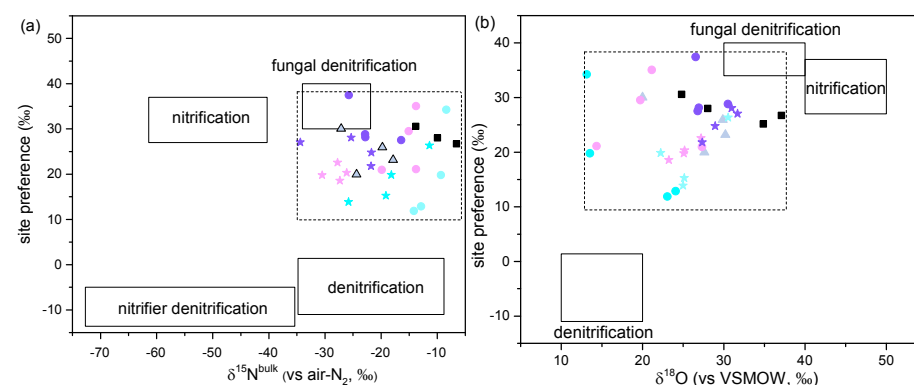 (a)
site preference (‰)
50
40
30
20
10
0
-10
fungal denitrification
nitrification
denitrification
nitrifier denitrification
-70 -60 -50 -40 -30 -20 -10
δ¹⁵Nᵇᵘˡᵏ (vs air-N₂, ‰)
(b)
site preference (‰)
40
30
20
10
0
-10
fungal denitrification
nitrification
denitrification
10 20 30 40 50
δ¹⁸O (vs VSMOW, ‰)